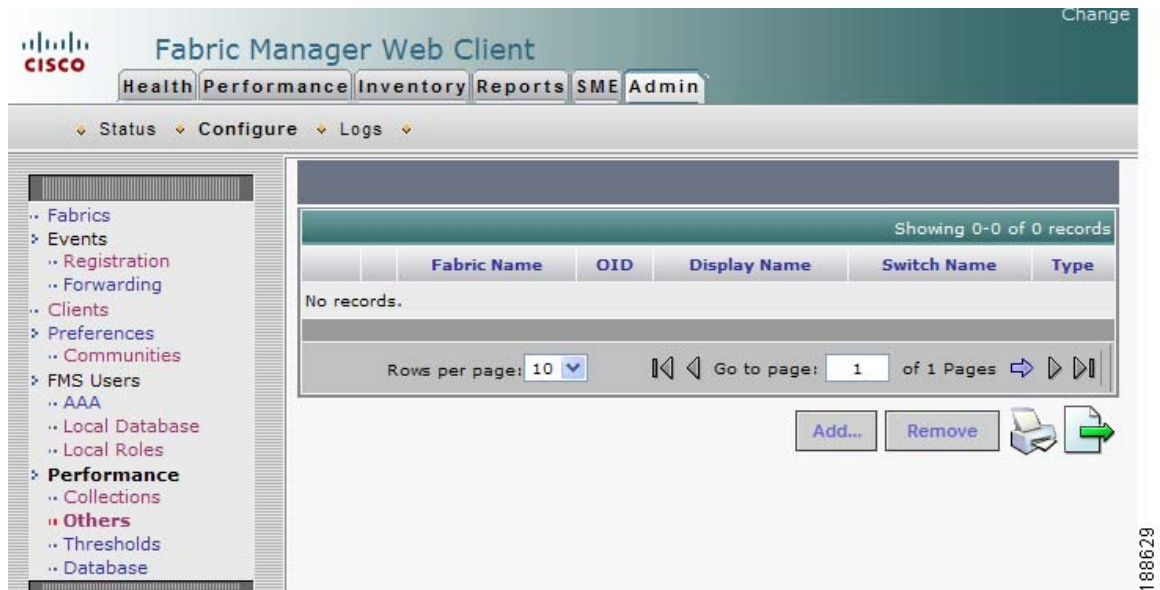 Change
CISCO
Fabric Manager Web Client
Health Performance Inventory Reports SME Admin
Status Configure Logs
Fabrics
Events
Registration
Forwarding
Clients
Preferences
Communities
FMS Users
AAA
Local Database
Local Roles
Performance
Collections
Others
Thresholds
Database
Showing 0-0 of 0 records
Fabric Name OID Display Name Switch Name Type
No records.
Rows per page: 10 Go to page: 1 of 1 Pages
Add... Remove
188629